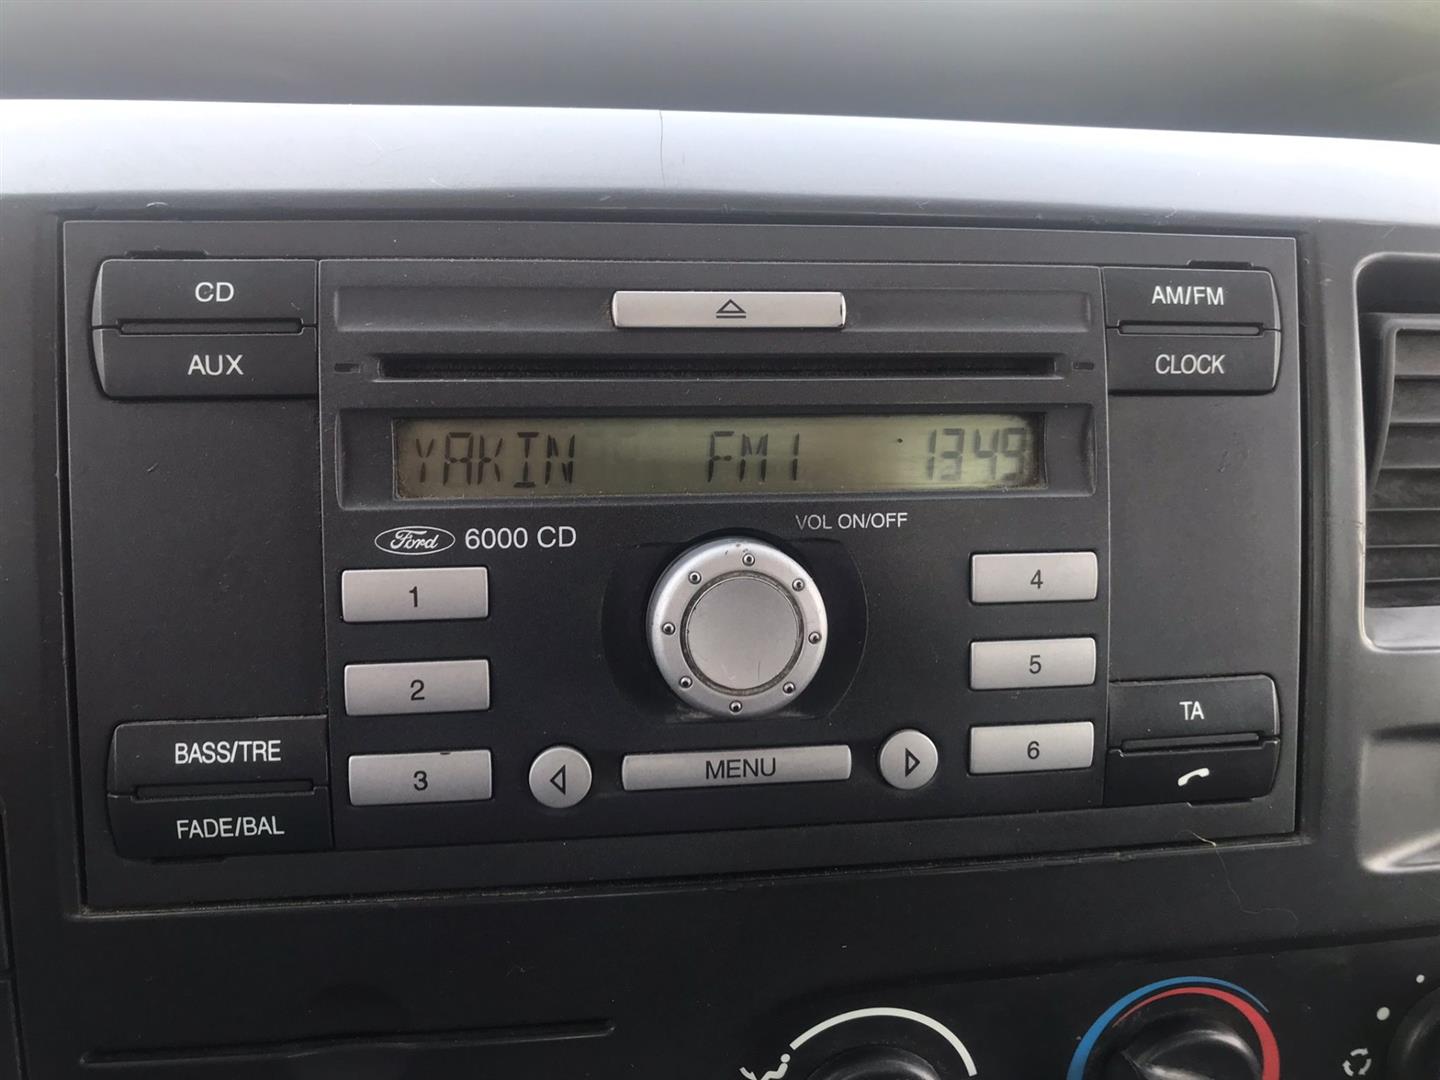 CD
AUX
AM/FM
CLOCK
YAKIN FM1 1349
Ford 6000 CD
VOL ON/OFF
1
2
3
4
5
6
BASS/TRE
FADE/BAL
MENU
TA